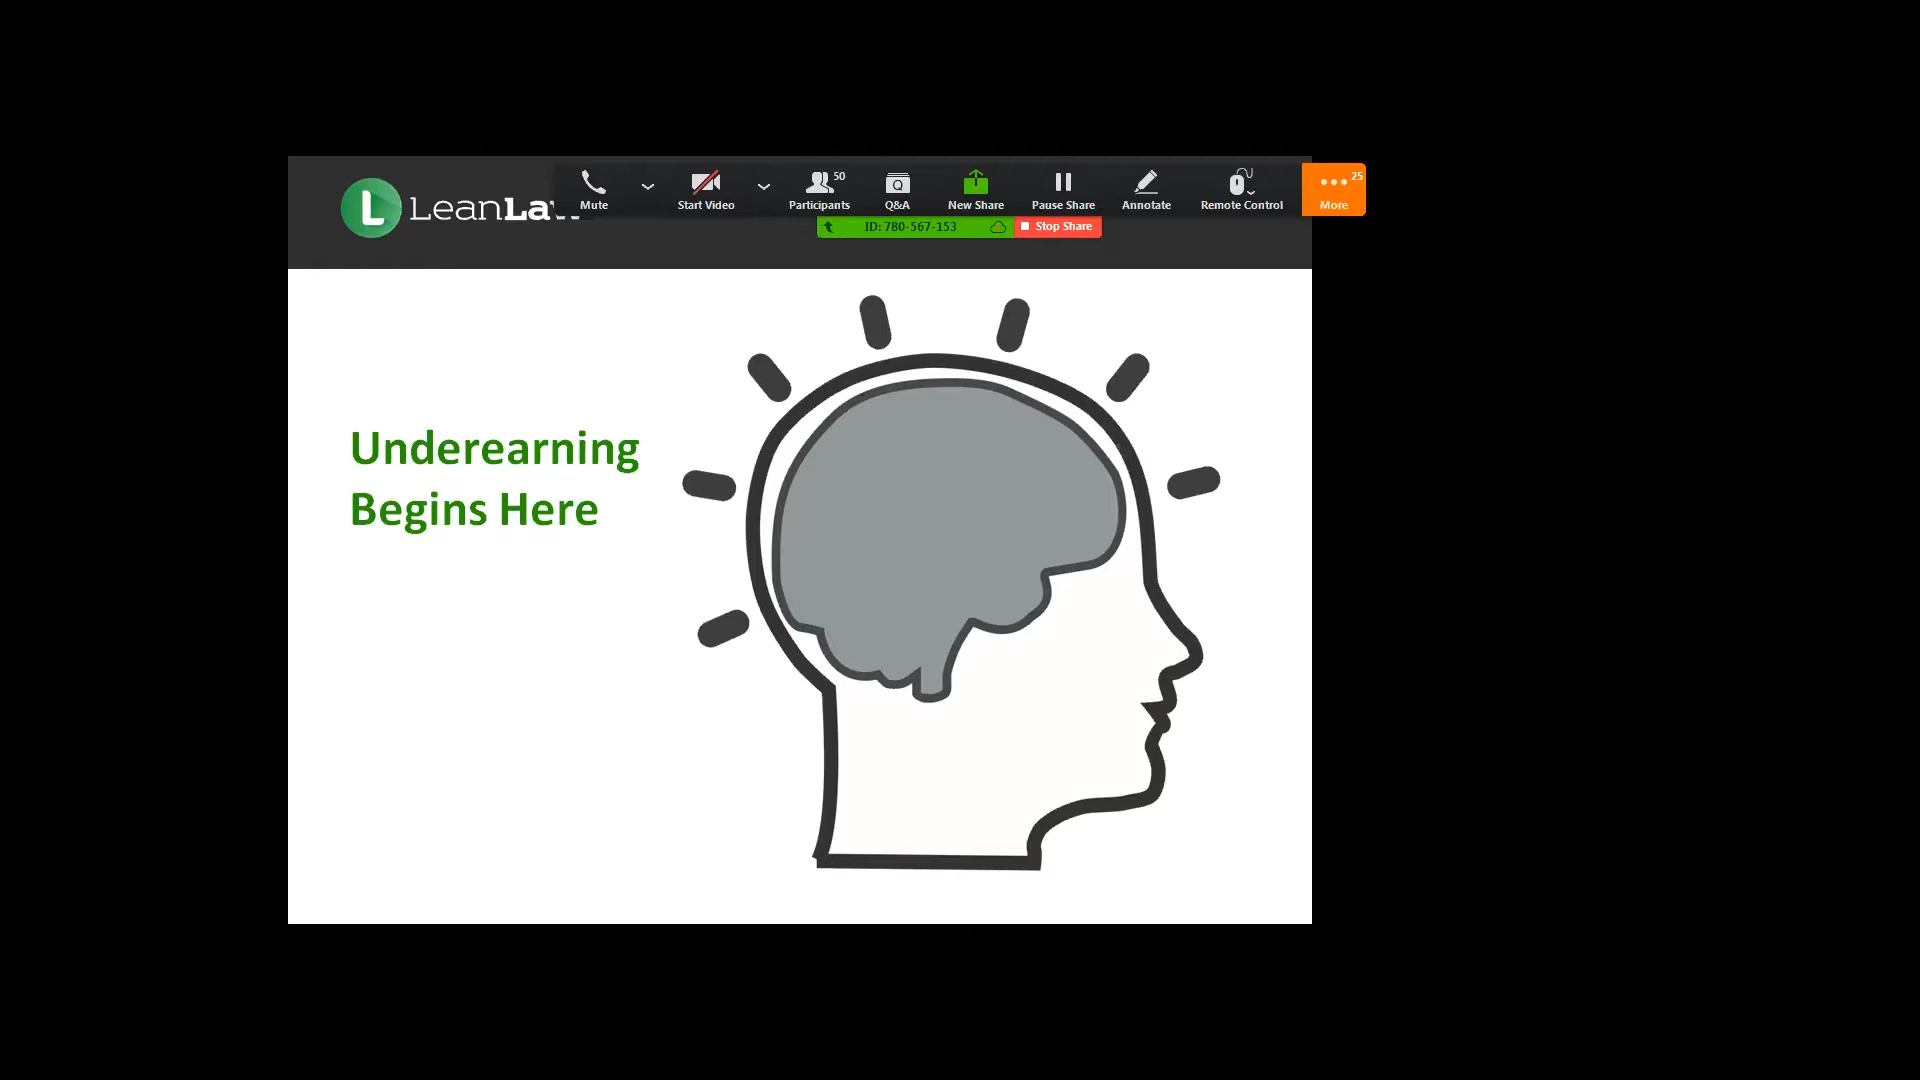 LeanLaw
Mute
Start Video
Participants
50
Q
Q&A
New Share
Pause Share
Annotate
Remote Control
More
25
ID: 780-567-153
Stop Share
Underearning
Begins Here